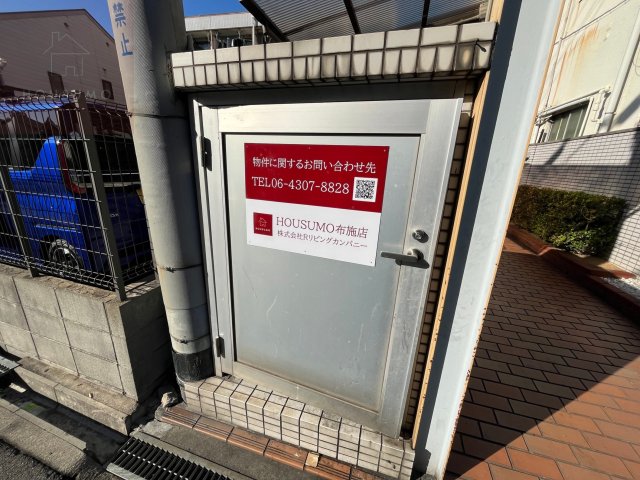 禁止
物件に関するお問い合わせ先
TEL06-4307-8828
HOUSUMO布施店
株式会社Rリビングカンパニー
HOUSUMO